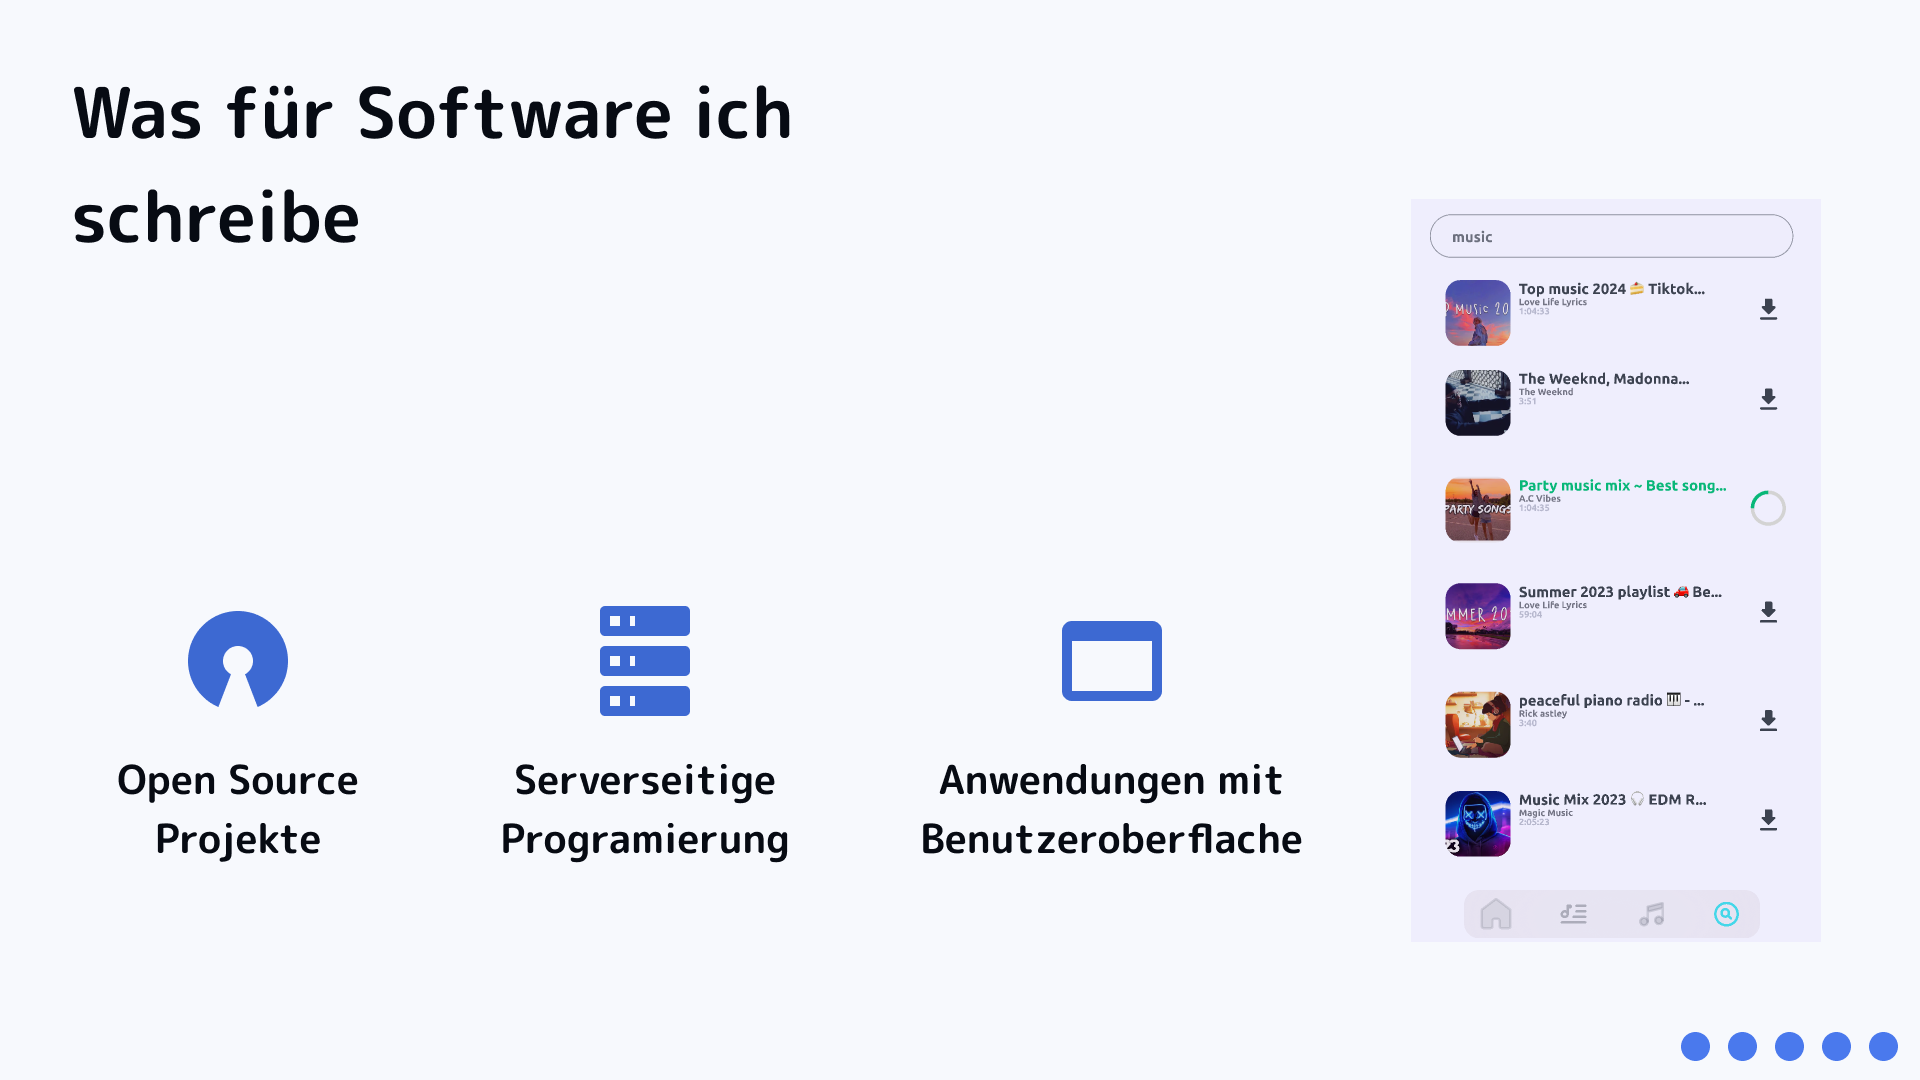 Was für Software ich
schreibe
Open Source
Projekte
Serverseitige
Programierung
Anwendungen mit
Benutzeroberflache
music
P MUSIC 20
Top music 2024 🍰 Tiktok...
Love Life Lyrics
1:04:33
The Weeknd, Madonna...
The Weeknd
3:51
PARTY SONGS
Party music mix ~ Best song...
A.C Vibes
1:04:35
MMER 20
Summer 2023 playlist 🚗 Be...
Love Life Lyrics
59:04
peaceful piano radio 🎹 - ...
Rick astley
3:40
23
Music Mix 2023 🎧 EDM R...
Magic Music
2:05:23